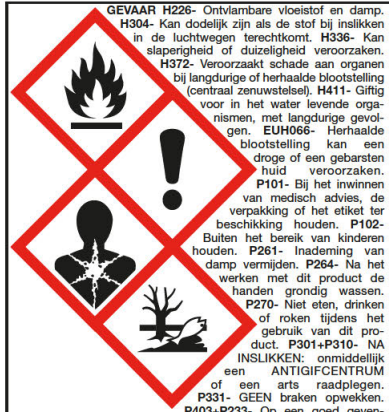 GEVAAR H226- Ontvlambare vloeistof en damp.
H304- Kan dodelijk zijn als de stof bij inslikken
in de luchtwegen terechtkomt. H336- Kan
slaperigheid of duizeligheid veroorzaken.
H372- Veroorzaakt schade aan organen
bij langdurige of herhaalde blootstelling
(centraal zenuwstelsel). H411- Giftig
voor in het water levende orga-
nismen, met langdurige gevol-
gen. EUH066- Herhaalde
blootstelling kan een
droge of een gebarsten
huid veroorzaken.
P101- Bij het inwinnen
van medisch advies, de
verpakking of het etiket ter
beschikking houden. P102-
Buiten het bereik van kinderen
houden. P261- Inademing van
damp vermijden. P264- Na het
werken met dit product de
handen grondig wassen.
P270- Niet eten, drinken
of roken tijdens het
gebruik van dit pro-
duct. P301+P310- NA
INSLIKKEN: onmiddellijk
een ANTIGIFCENTRUM
of een arts raadplegen.
P331- GEEN braken opwekken.
P403+P233- Op een goed geven-